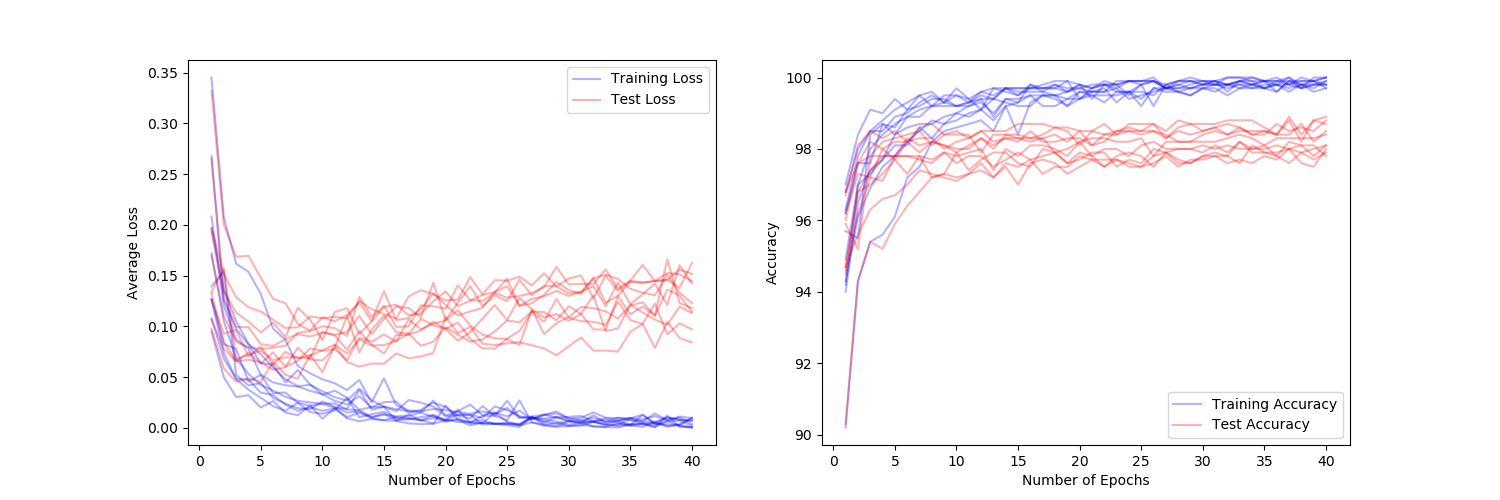 0.35
0.30
0.25
0.20
0.15
0.10
0.05
0.00
Average Loss
0 5 10 15 20 25 30 35 40
Number of Epochs
Training Loss
Test Loss
100
98
96
94
92
90
Accuracy
0 5 10 15 20 25 30 35 40
Number of Epochs
Training Accuracy
Test Accuracy